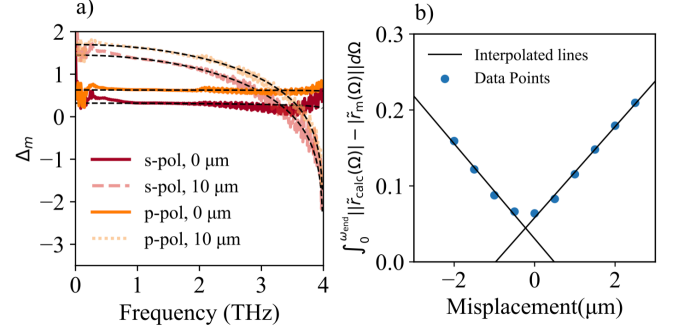 a)
2
1
0
−1
−2
−3
Δm
s-pol, 0 μm
s-pol, 10 μm
p-pol, 0 μm
p-pol, 10 μm
0 1 2 3 4
Frequency (THz)
b)
0.3
0.2
0.1
0.0
∫₀^ωend ||r̃calc(Ω)| − |r̃m(Ω)||dΩ
Interpolated lines
Data Points
−2 0 2
Misplacement(μm)